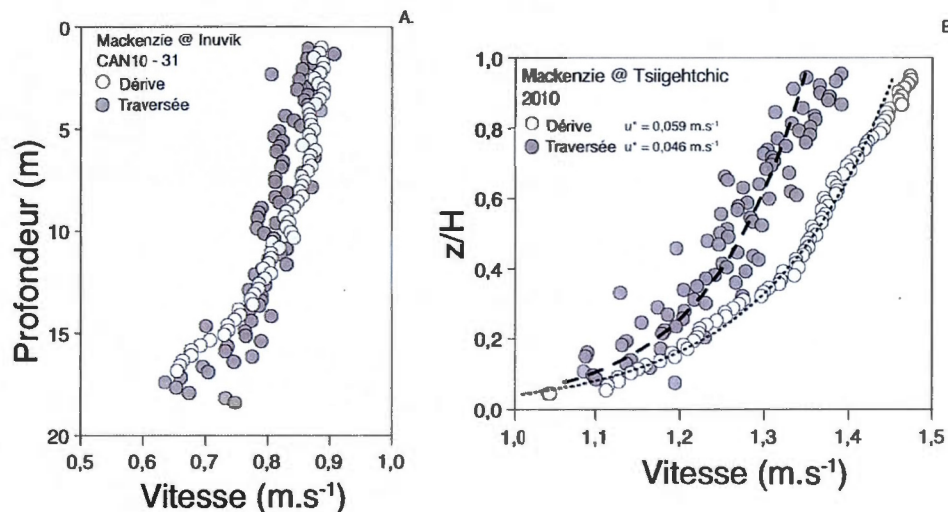 A.
Mackenzie @ Inuvik
CAN10 - 31
Dérive
Traversée
0
5
10
15
20
Profondeur (m)
0,5 0,6 0,7 0,8 0,9 1,0
Vitesse (m.s-1)
Mackenzie @ Tsiigehtchic
2010
Dérive u* = 0,059 m.s-1
Traversée u* = 0,046 m.s-1
1,0
0,8
0,6
0,4
0,2
0,0
z/H
1,0 1,1 1,2 1,3 1,4 1,5
Vitesse (m.s-1)